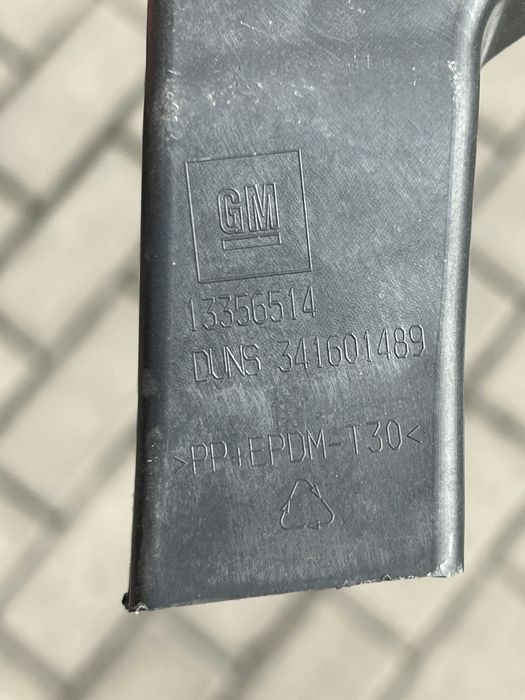 GM
13356514
DUNS 341601489
>PP+EPDM-T30<